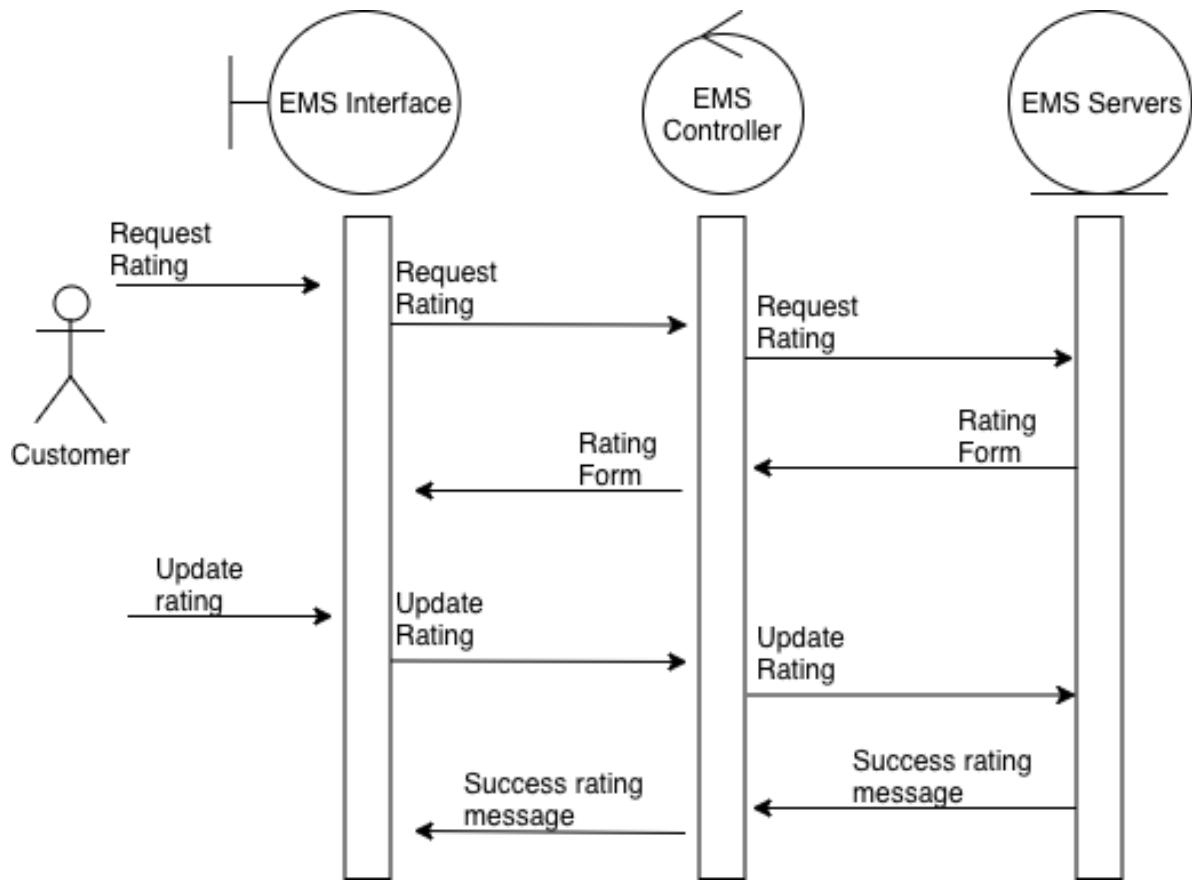 EMS Interface
EMS
Controller
EMS Servers
Request
Rating
Request
Rating
Request
Rating
Customer
Rating
Form
Rating
Form
Update
rating
Update
Rating
Update
Rating
Success rating
message
Success rating
message